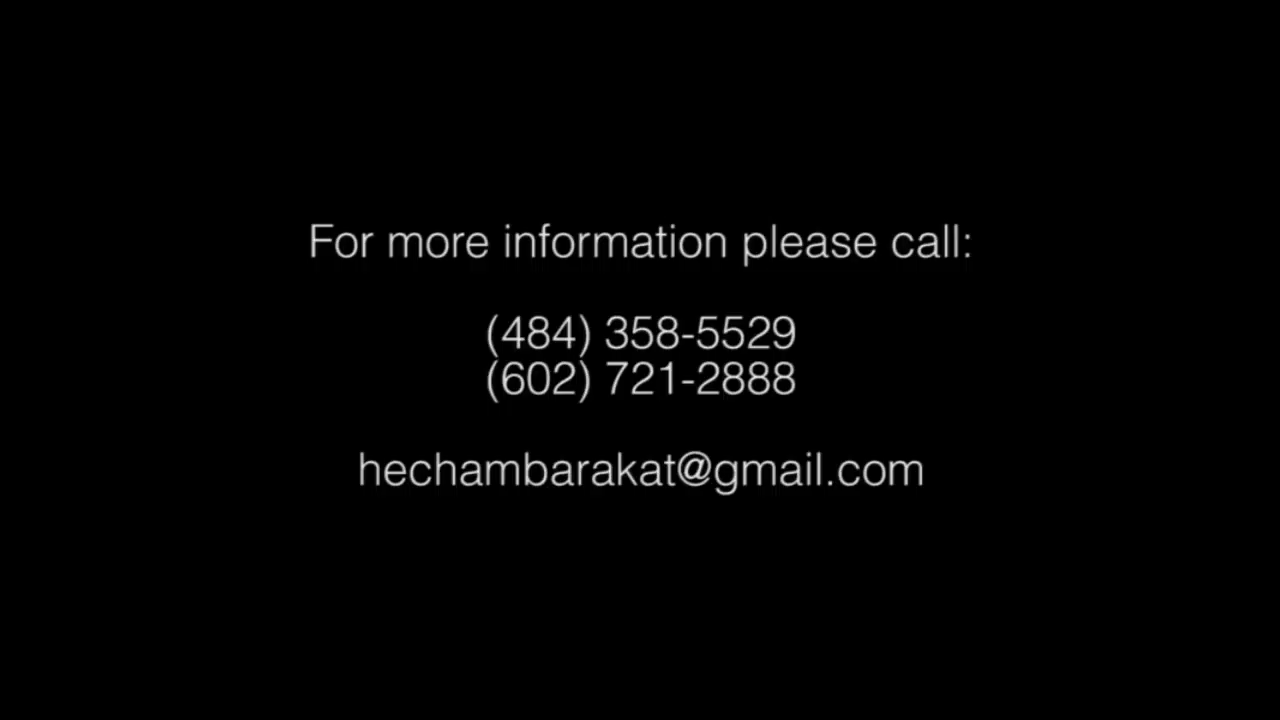 For more information please call:
(484) 358-5529
(602) 721-2888
hechambarakat@gmail.com